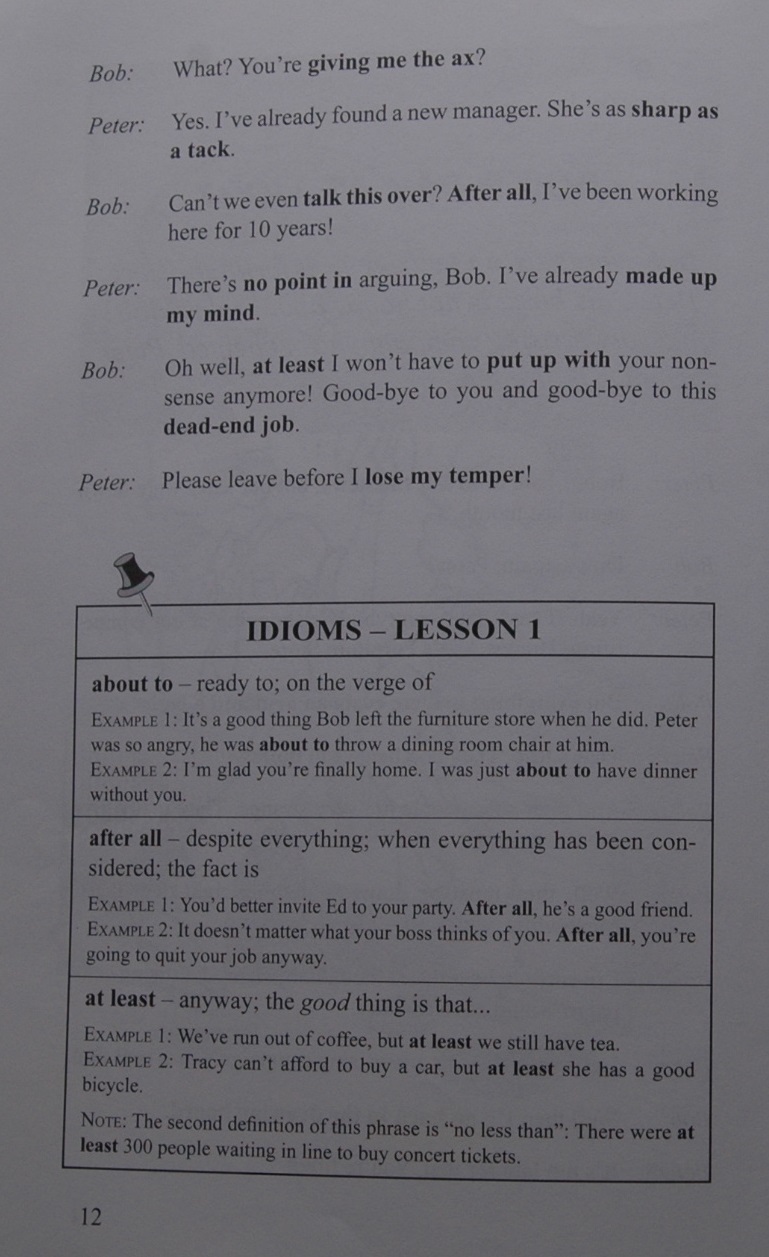 Bob: What? You're giving me the ax?
Peter: Yes. I've already found a new manager. She's as sharp as
a tack.
Bob: Can't we even talk this over? After all, I've been working
here for 10 years!
Peter: There's no point in arguing, Bob. I've already made up
my mind.
Bob: Oh well, at least I won't have to put up with your non-
sense anymore! Good-bye to you and good-bye to this
dead-end job.
Peter: Please leave before I lose my temper!
IDIOMS – LESSON 1
about to – ready to; on the verge of
EXAMPLE 1: It's a good thing Bob left the furniture store when he did. Peter
was so angry, he was about to throw a dining room chair at him.
EXAMPLE 2: I'm glad you're finally home. I was just about to have dinner
without you.
after all – despite everything; when everything has been con-
sidered; the fact is
EXAMPLE 1: You'd better invite Ed to your party. After all, he's a good friend.
EXAMPLE 2: It doesn't matter what your boss thinks of you. After all, you're
going to quit your job anyway.
at least – anyway; the good thing is that...
EXAMPLE 1: We've run out of coffee, but at least we still have tea.
EXAMPLE 2: Tracy can't afford to buy a car, but at least she has a good
bicycle.
NOTE: The second definition of this phrase is "no less than": There were at
least 300 people waiting in line to buy concert tickets.
12